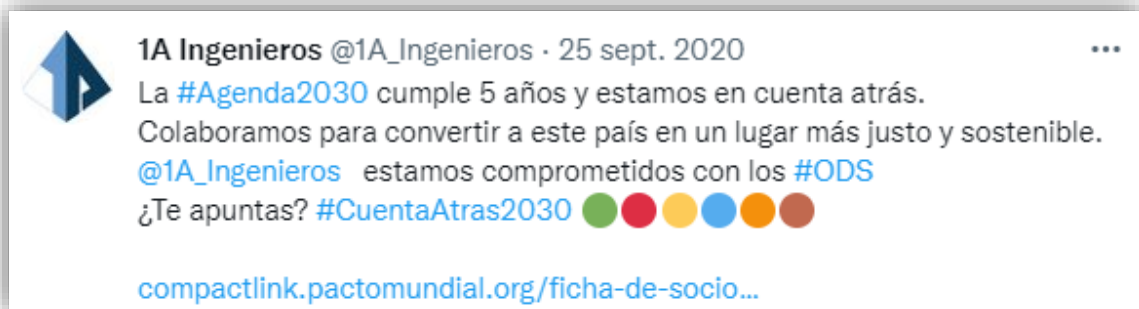 1A Ingenieros @1A_Ingenieros · 25 sept. 2020
La #Agenda2030 cumple 5 años y estamos en cuenta atrás.
Colaboramos para convertir a este país en un lugar más justo y sostenible.
@1A_Ingenieros estamos comprometidos con los #ODS
¿Te apuntas? #CuentaAtras2030 🟢🔴🟡🔵🟠🟤
compactlink.pactomundial.org/ficha-de-socio...